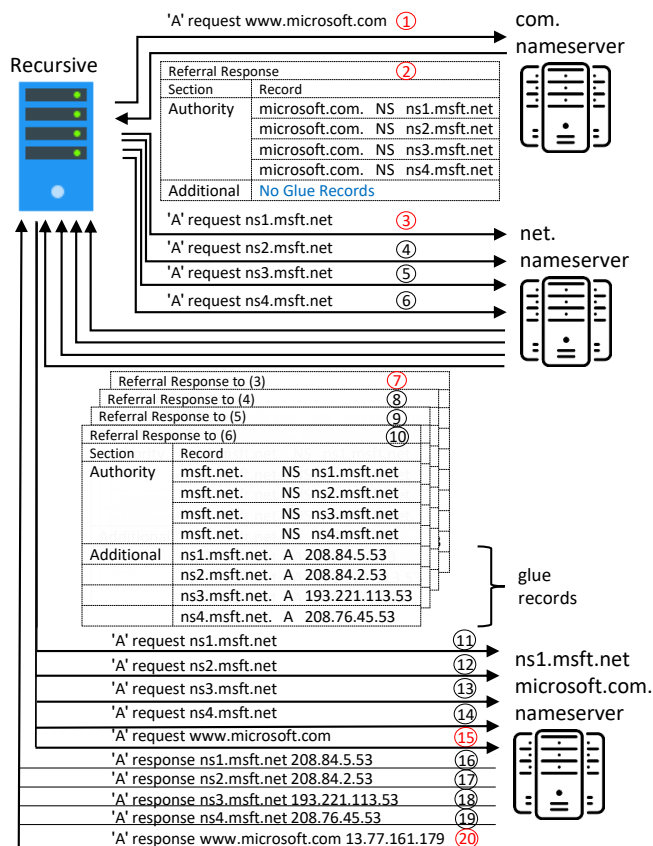 'A' request www.microsoft.com 1
com.
nameserver
Recursive
Referral Response 2
Section Record
Authority microsoft.com. NS ns1.msft.net
microsoft.com. NS ns2.msft.net
microsoft.com. NS ns3.msft.net
microsoft.com. NS ns4.msft.net
Additional No Glue Records
'A' request ns1.msft.net 3
'A' request ns2.msft.net 4
'A' request ns3.msft.net 5
'A' request ns4.msft.net 6
net.
nameserver
Referral Response to (3) 7
Referral Response to (4) 8
Referral Response to (5) 9
Referral Response to (6) 10
Section Record
Authority msft.net. NS ns1.msft.net
msft.net. NS ns2.msft.net
msft.net. NS ns3.msft.net
msft.net. NS ns4.msft.net
Additional ns1.msft.net. A 208.84.5.53
ns2.msft.net. A 208.84.2.53
ns3.msft.net. A 193.221.113.53
ns4.msft.net. A 208.76.45.53
glue
records
'A' request ns1.msft.net 11
'A' request ns2.msft.net 12
'A' request ns3.msft.net 13
'A' request ns4.msft.net 14
'A' request www.microsoft.com 15
ns1.msft.net
microsoft.com.
nameserver
'A' response ns1.msft.net 208.84.5.53 16
'A' response ns2.msft.net 208.84.2.53 17
'A' response ns3.msft.net 193.221.113.53 18
'A' response ns4.msft.net 208.76.45.53 19
'A' response www.microsoft.com 13.77.161.179 20